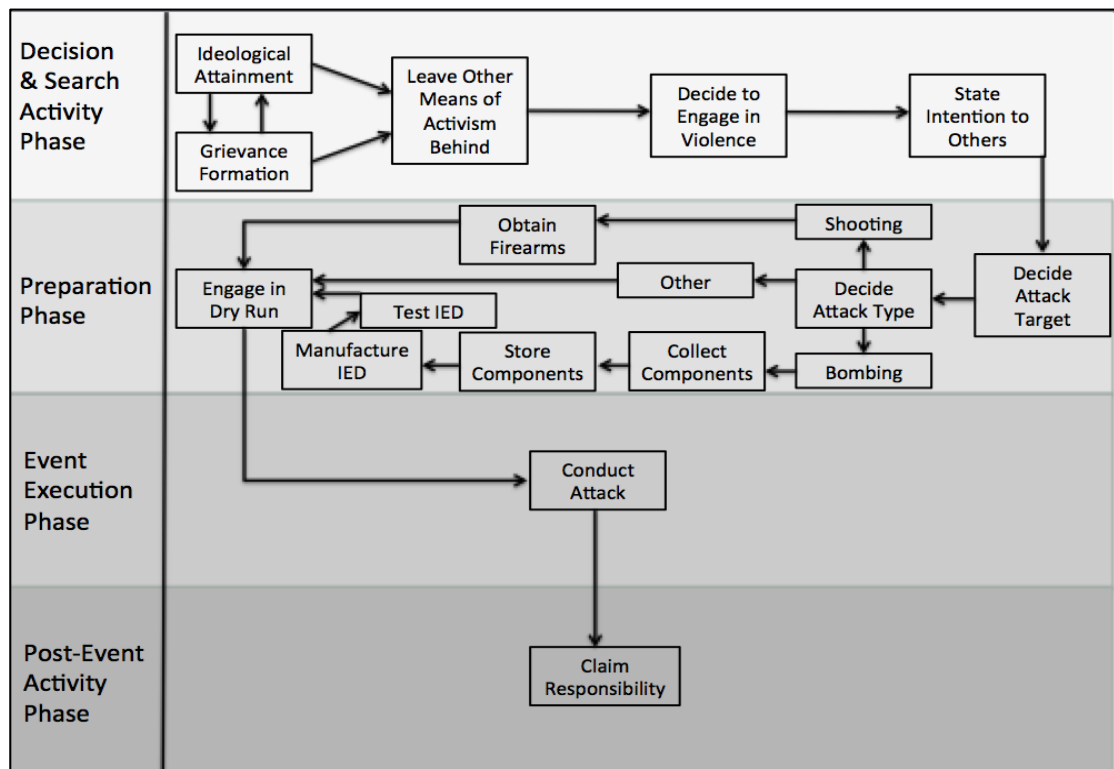 Decision
& Search
Activity
Phase
Ideological
Attainment
Grievance
Formation
Leave Other
Means of
Activism
Behind
Decide to
Engage in
Violence
State
Intention to
Others
Preparation
Phase
Obtain
Firearms
Shooting
Engage in
Dry Run
Other
Decide
Attack Type
Decide
Attack
Target
Test IED
Manufacture
IED
Store
Components
Collect
Components
Bombing
Event
Execution
Phase
Conduct
Attack
Post-Event
Activity
Phase
Claim
Responsibility